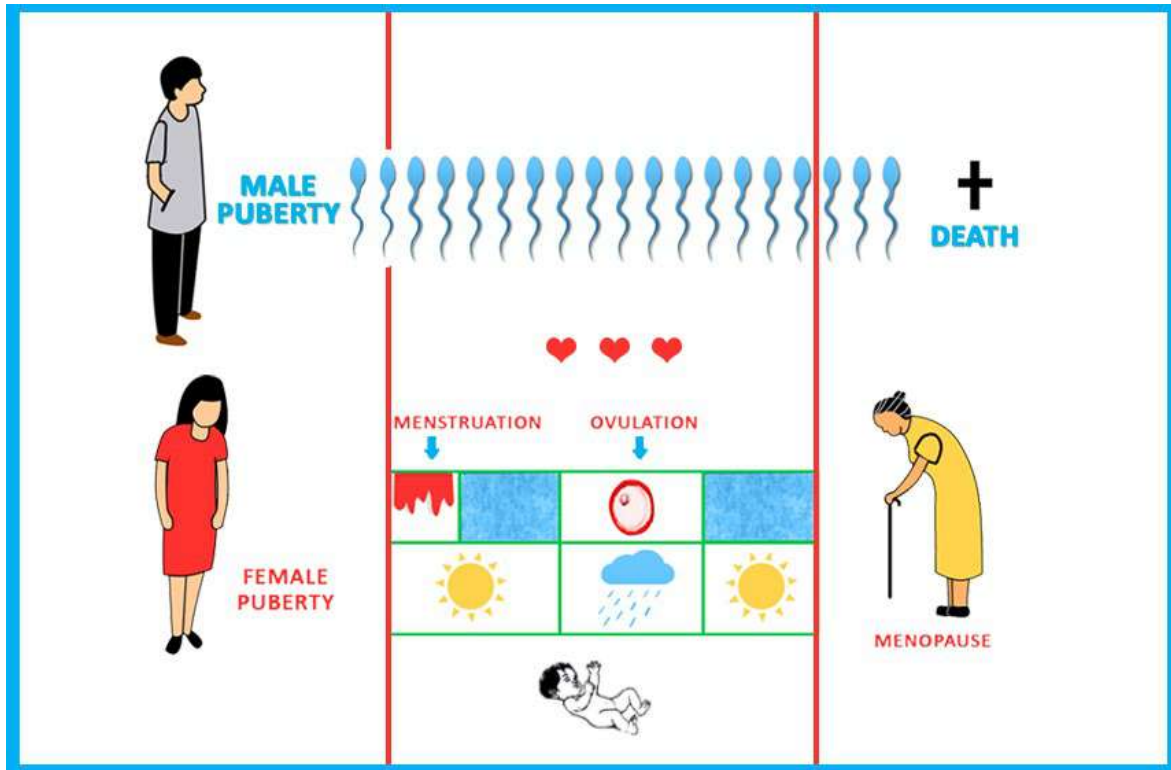 MALE
PUBERTY
DEATH
MENSTRUATION
OVULATION
FEMALE
PUBERTY
MENOPAUSE